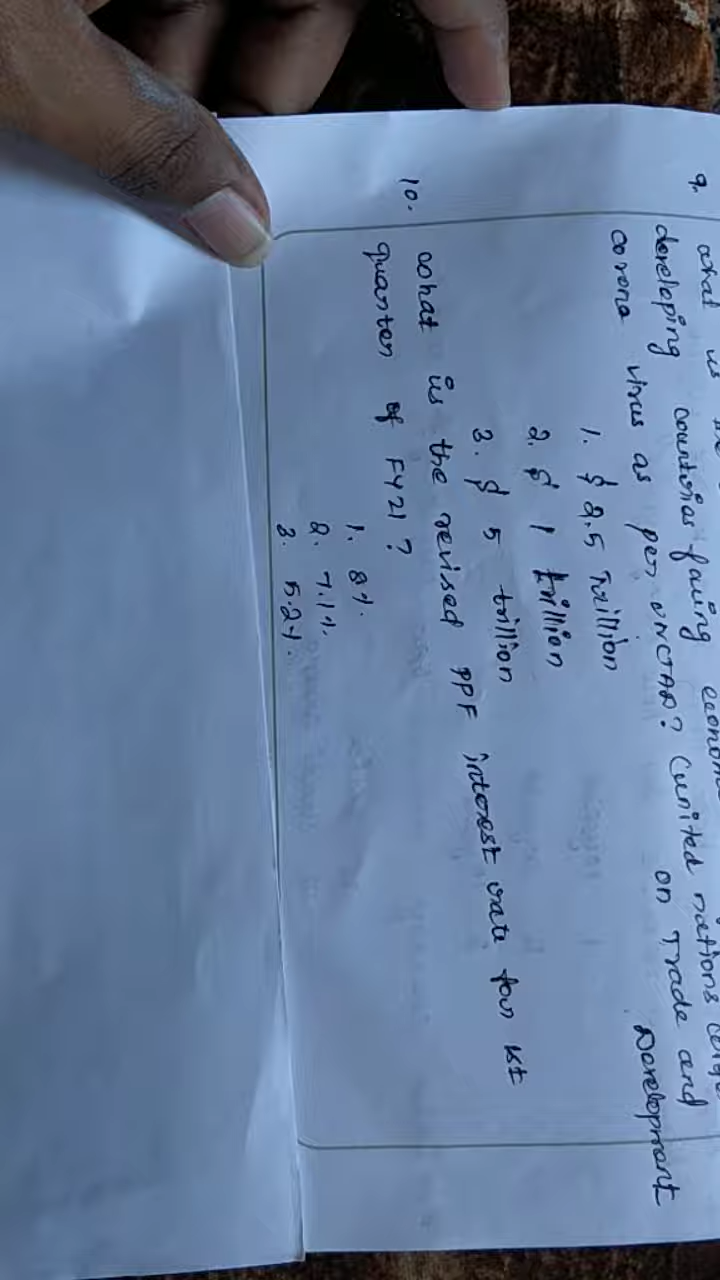 9. what is the
developing countries facing econom
corona virus as per UNCTAD? (united nations
on Trade and
Development
1. $ 2.5 Trillion
2. $ 1 trillion
3. $ 5 trillion
10. what is the revised PPF interest rate for 1st
quarter of FY21?
1. 8%.
2. 7.1%.
3. 5.2%.